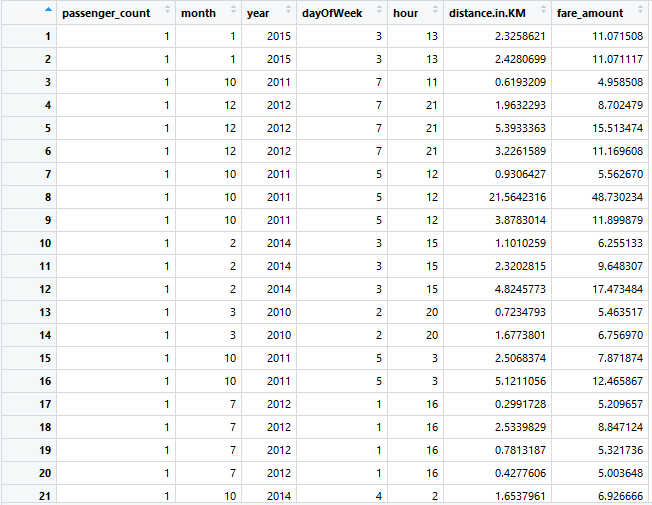 passenger_count month year dayOfWeek hour distance.in.KM fare_amount
1 1 1 2015 3 13 2.3258621 11.071508
2 1 1 2015 3 13 2.4280699 11.071117
3 1 10 2011 7 11 0.6193209 4.958508
4 1 12 2012 7 21 1.9632293 8.702479
5 1 12 2012 7 21 5.3933363 15.513474
6 1 12 2012 7 21 3.2261589 11.169608
7 1 10 2011 5 12 0.9306427 5.562670
8 1 10 2011 5 12 21.5642316 48.730234
9 1 10 2011 5 12 3.8783014 11.899879
10 1 2 2014 3 15 1.1010259 6.255133
11 1 2 2014 3 15 2.3202815 9.648307
12 1 2 2014 3 15 4.8245773 17.473484
13 1 3 2010 2 20 0.7234793 5.463517
14 1 3 2010 2 20 1.6773801 6.756970
15 1 10 2011 5 3 2.5068374 7.871874
16 1 10 2011 5 3 5.1211056 12.465867
17 1 7 2012 1 16 0.2991728 5.209657
18 1 7 2012 1 16 2.5339829 8.847124
19 1 7 2012 1 16 0.7813187 5.321736
20 1 7 2012 1 16 0.4277606 5.003648
21 1 10 2014 4 2 1.6537961 6.926666